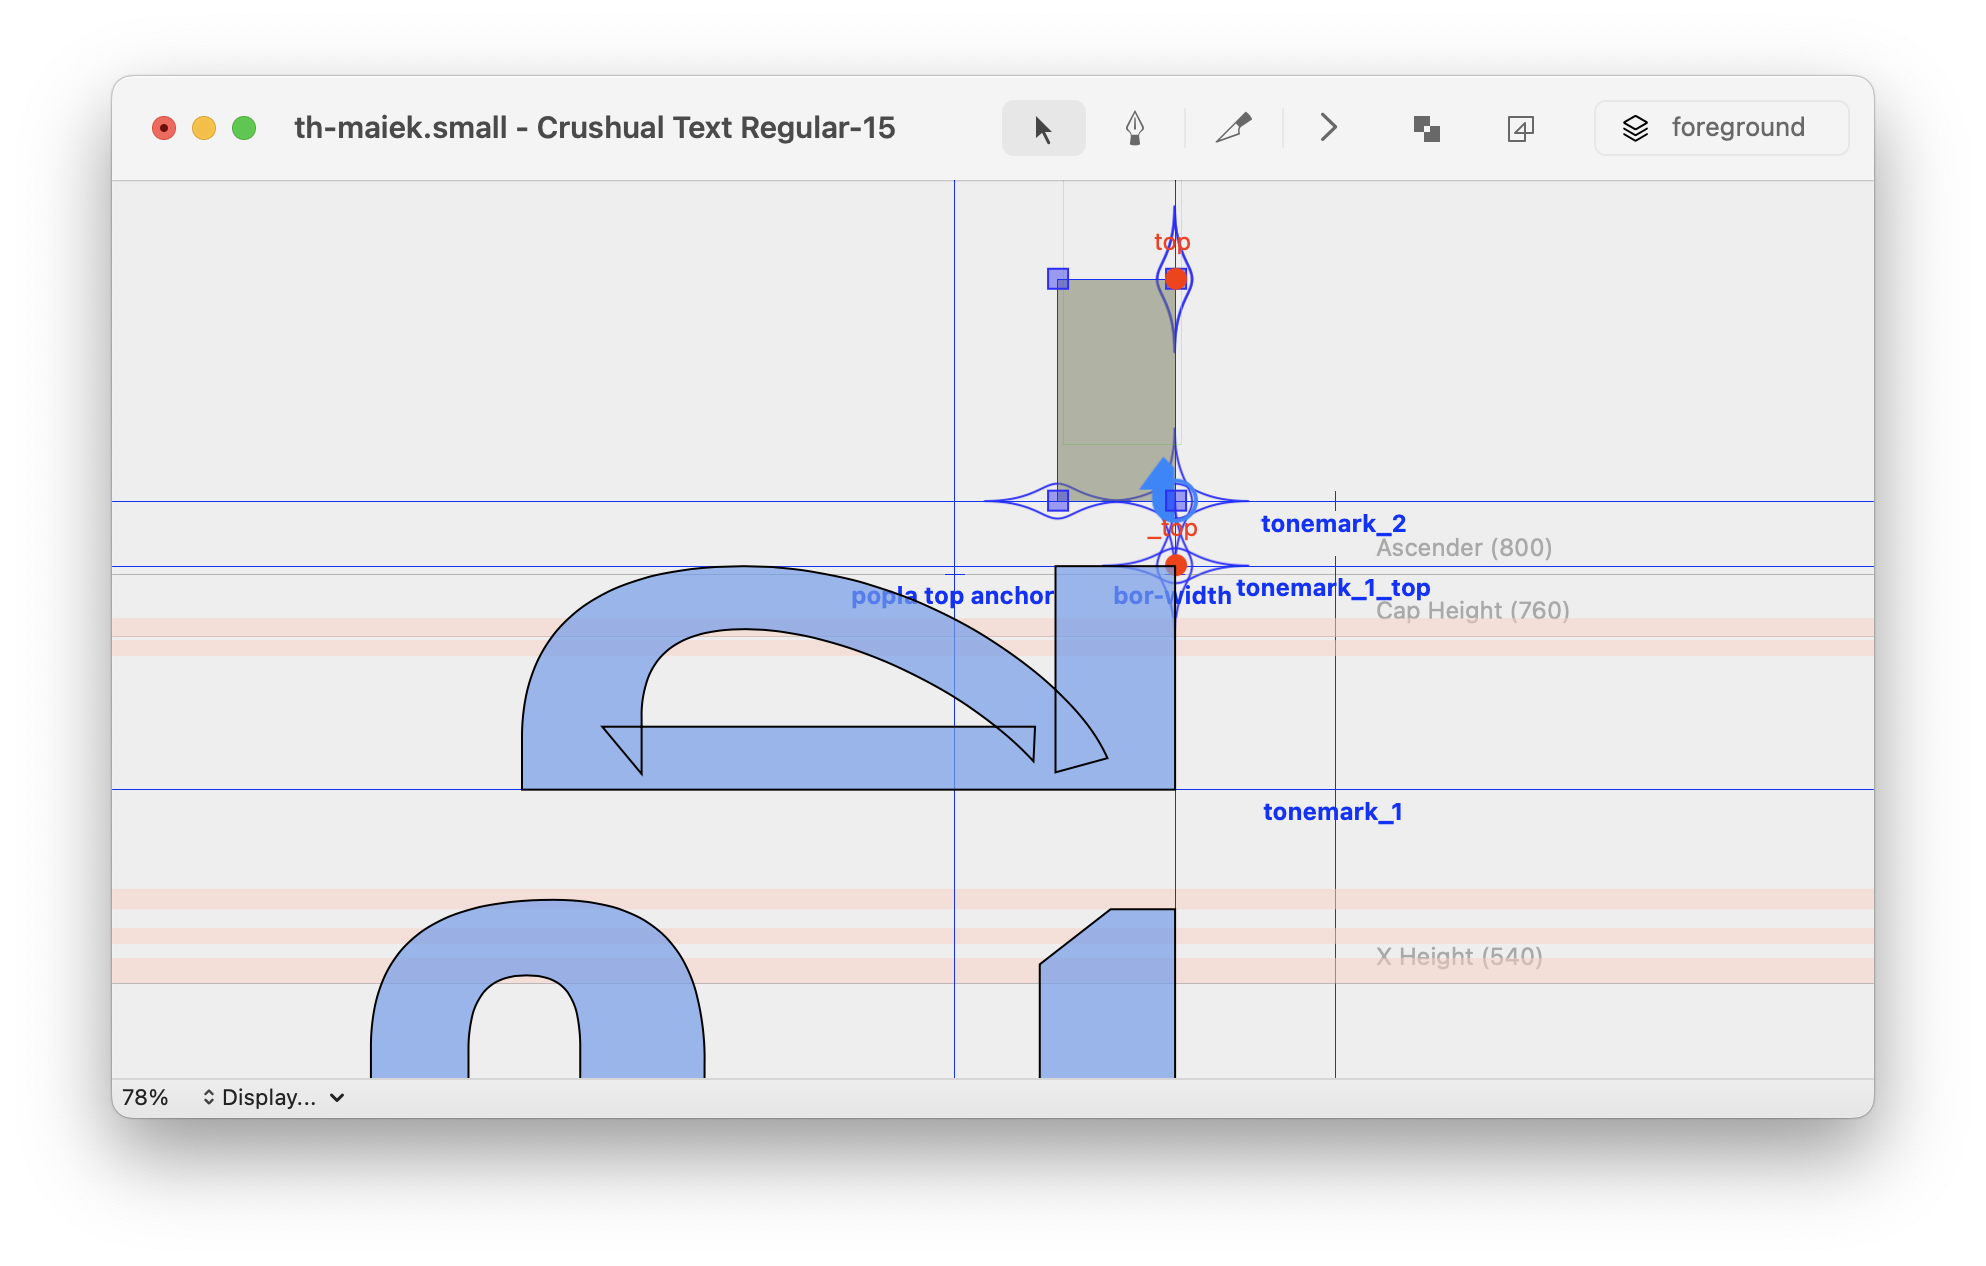 th-maiek.small - Crushual Text Regular-15
foreground
top
_top
tonemark_2
Ascender (800)
popla top anchor
bor-width
tonemark_1_top
Cap Height (760)
tonemark_1
X Height (540)
78%
Display...